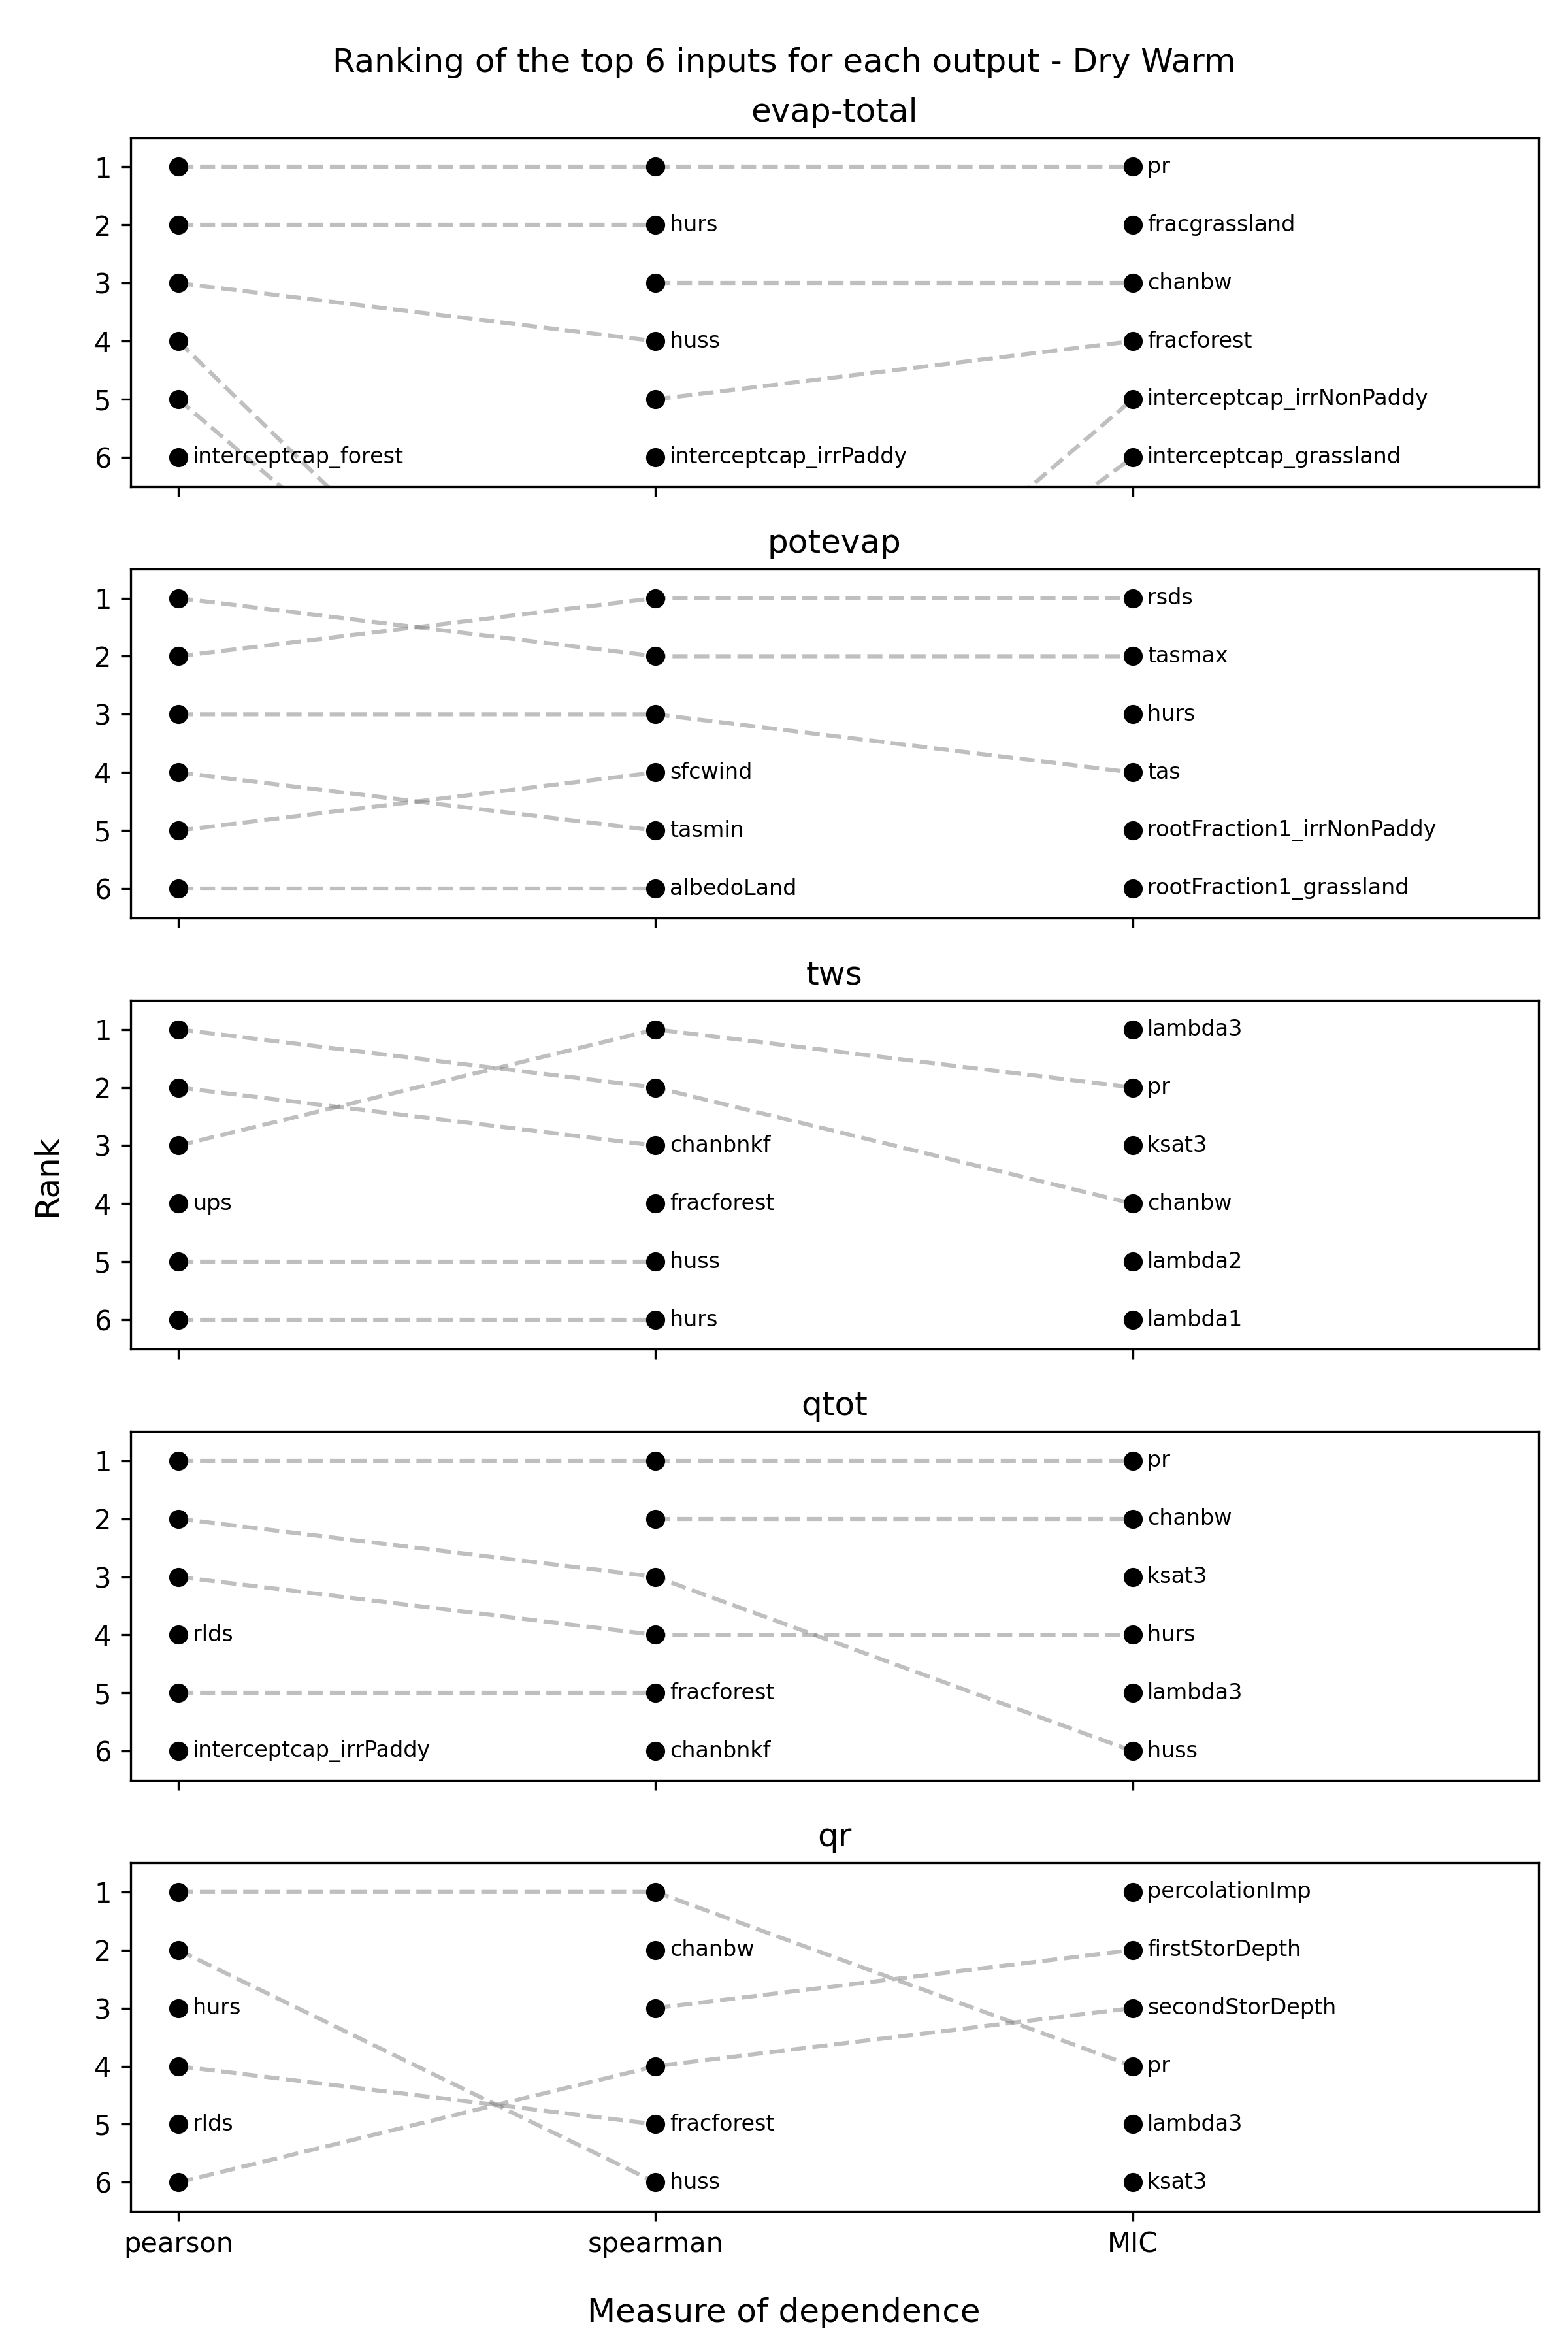 Ranking of the top 6 inputs for each output - Dry Warm
evap-total
1 pr
2 hurs fracgrassland
3 chanbw
4 huss fracforest
5 interceptcap_irrNonPaddy
6 interceptcap_forest interceptcap_irrPaddy interceptcap_grassland
potevap
1 rsds
2 tasmax
3 hurs
4 sfcwind tas
5 tasmin rootFraction1_irrNonPaddy
6 albedoLand rootFraction1_grassland
tws
1 lambda3
2 pr
3 chanbnkf ksat3
Rank
4 ups fracforest chanbw
5 huss lambda2
6 hurs lambda1
qtot
1 pr
2 chanbw
3 ksat3
4 rlds hurs
5 fracforest lambda3
6 interceptcap_irrPaddy chanbnkf huss
qr
1 percolationImp
2 chanbw firstStorDepth
3 hurs secondStorDepth
4 pr
5 rlds fracforest lambda3
6 huss ksat3
pearson spearman MIC
Measure of dependence